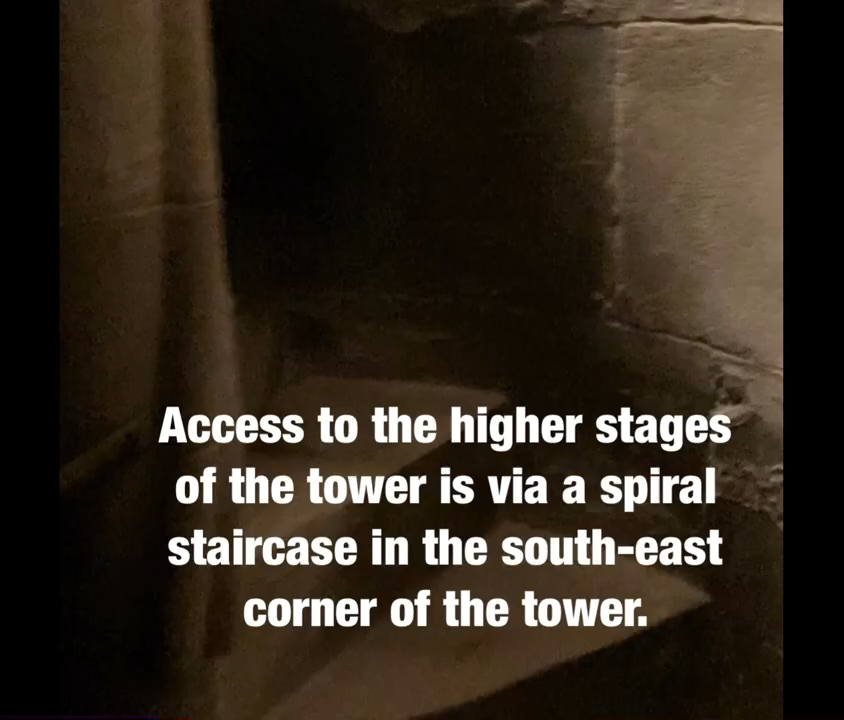 Access to the higher stages
of the tower is via a spiral
staircase in the south-east
corner of the tower.